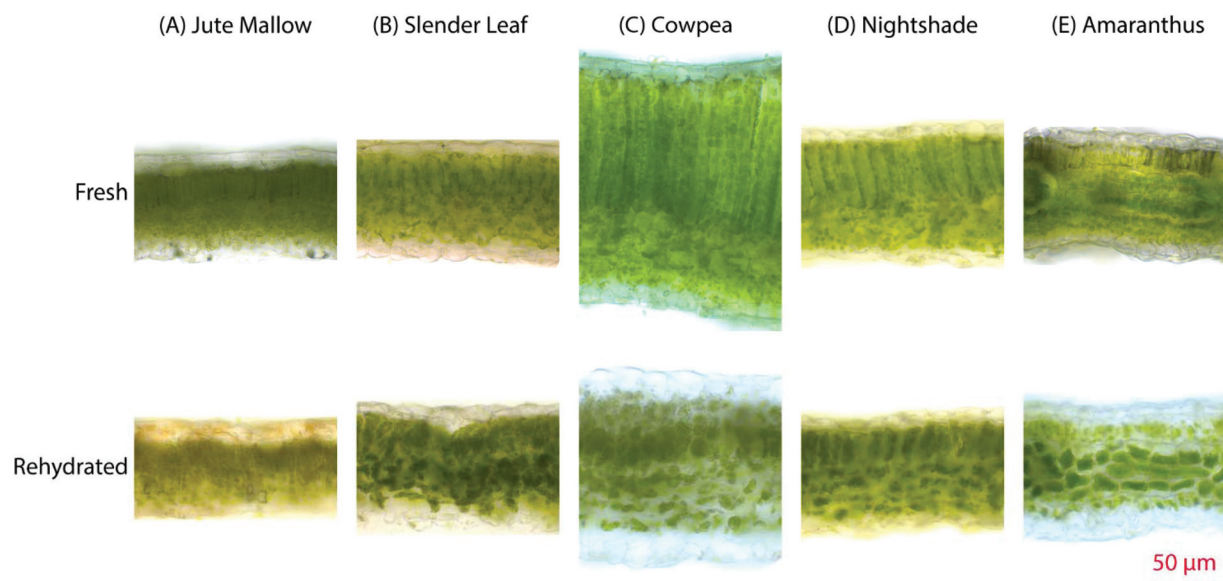 (A) Jute Mallow
(B) Slender Leaf
(C) Cowpea
(D) Nightshade
(E) Amaranthus
Fresh
Rehydrated
50 μm